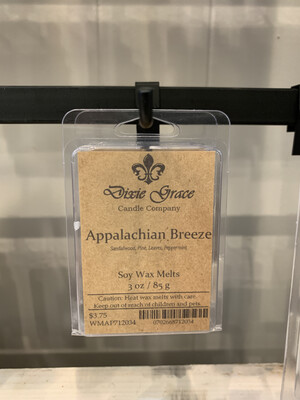 Dixie Grace
Candle Company
Appalachian Breeze
Sandalwood, Pine, Leaves, Peppermint,
Soy Wax Melts
3 oz / 85 g
Caution: Heat wax melts with care.
Keep out of reach of children and pets.
$3.75
WMAP712034